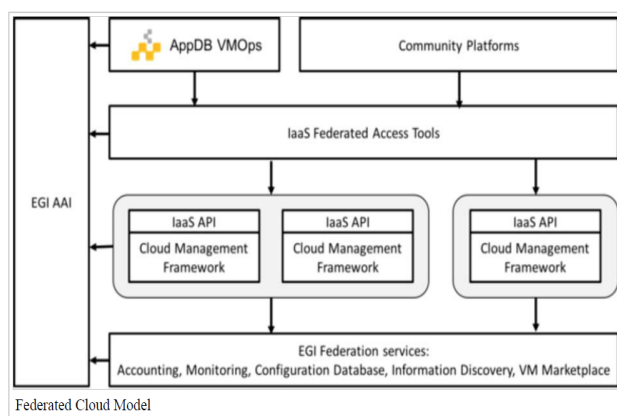 AppDB VMOps
Community Platforms
IaaS Federated Access Tools
EGI AAI
IaaS API
Cloud Management
Framework
IaaS API
Cloud Management
Framework
IaaS API
Cloud Management
Framework
EGI Federation services:
Accounting, Monitoring, Configuration Database, Information Discovery, VM Marketplace
Federated Cloud Model